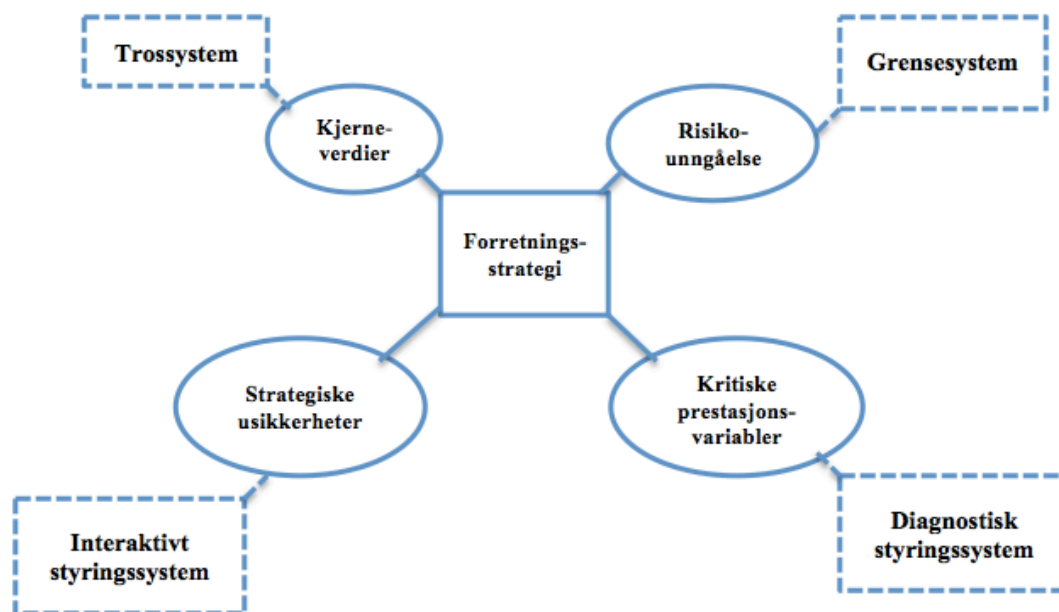 Trossystem
Grensesystem
Kjerne-
verdier
Risiko-
unngåelse
Forretnings-
strategi
Strategiske
usikkerheter
Kritiske
prestasjons-
variabler
Interaktivt
styringssystem
Diagnostisk
styringssystem